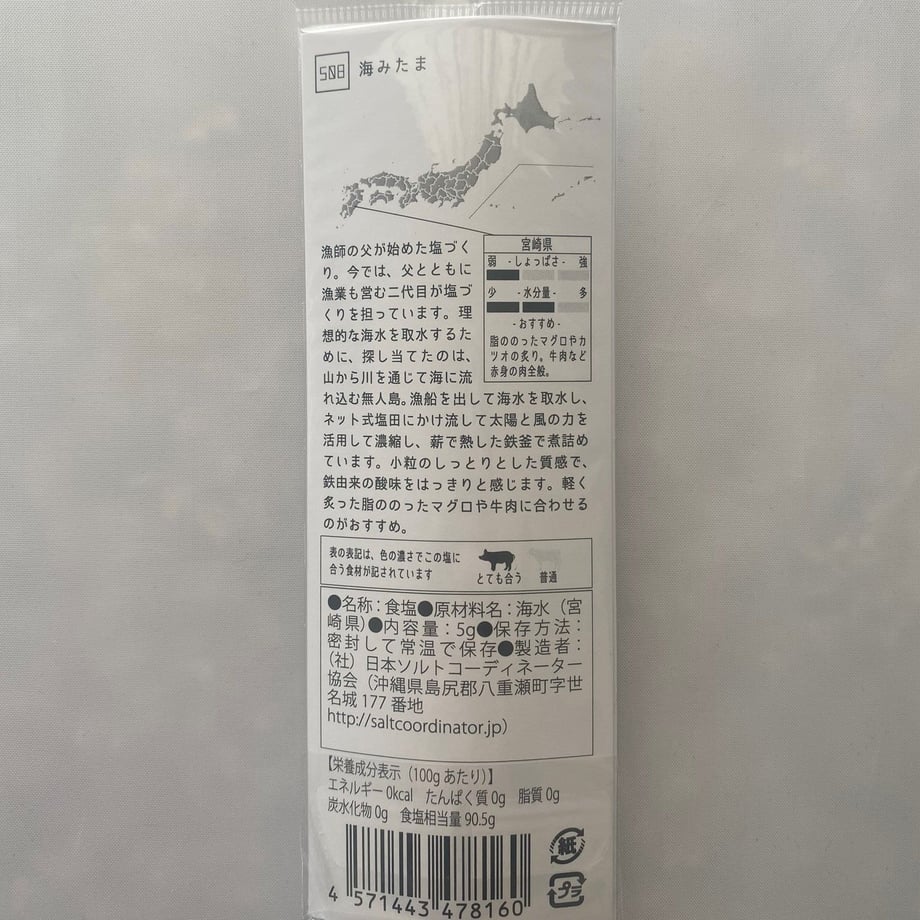 508 海みたま
漁師の父が始めた塩づく
り。今では、父とともに
漁業も営む二代目が塩づ
くりを担っています。理
想的な海水を取水するた
めに、探し当てたのは、
山から川を通じて海に流
れ込む無人島。漁船を出して海水を取水し、
ネット式塩田にかけ流して太陽と風の力を
活用して濃縮し、薪で熱した鉄釜で煮詰め
ています。小粒のしっとりとした質感で、
鉄由来の酸味をはっきりと感じます。軽く
炙った脂ののったマグロや牛肉に合わせる
のがおすすめ。
宮崎県
弱 -しょっぱさ- 強
少 -水分量- 多
-おすすめ-
脂ののったマグロやカ
ツオの炙り。牛肉など
赤身の肉全般。
表の表記は、色の濃さでこの塩に
合う食材が記されています
とても合う 普通
●名称：食塩●原材料名：海水（宮
崎県）●内容量：5g●保存方法：
密封して常温で保存●製造者：
（社）日本ソルトコーディネーター
協会（沖縄県島尻郡八重瀬町字世
名城 177 番地
http://saltcoordinator.jp）
【栄養成分表示（100g あたり）】
エネルギー 0kcal たんぱく質 0g 脂質 0g
炭水化物 0g 食塩相当量 90.5g
4 571443 478160
紙
プラ